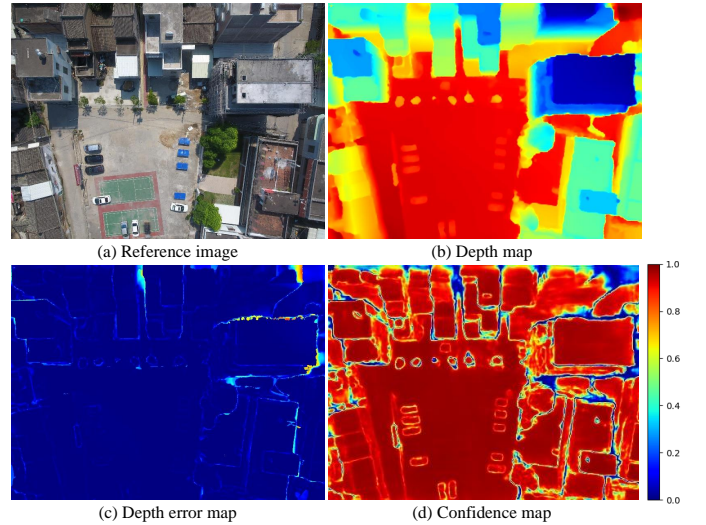 (a) Reference image
(b) Depth map
1.0
0.8
0.6
0.4
0.2
0.0
(c) Depth error map
(d) Confidence map